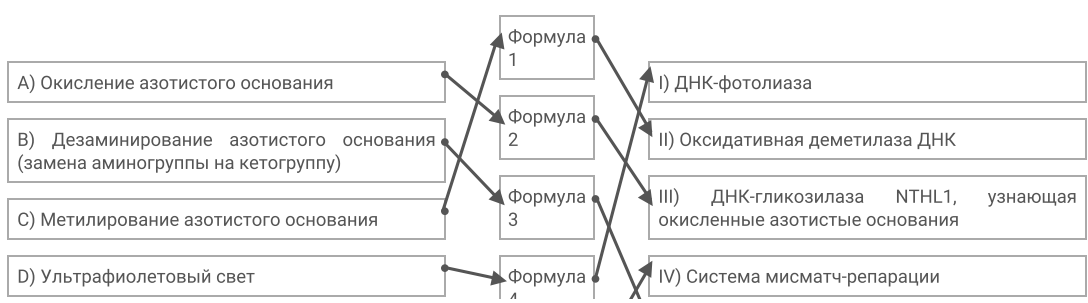 Формула
1
A) Окисление азотистого основания
I) ДНК-фотолиаза
Формула
2
B) Дезаминирование азотистого основания
(замена аминогруппы на кетогруппу)
II) Оксидативная деметилаза ДНК
Формула
3
III) ДНК-гликозилаза NTHL1, узнающая
окисленные азотистые основания
C) Метилирование азотистого основания
D) Ультрафиолетовый свет
Формула
4
IV) Система мисматч-репарации